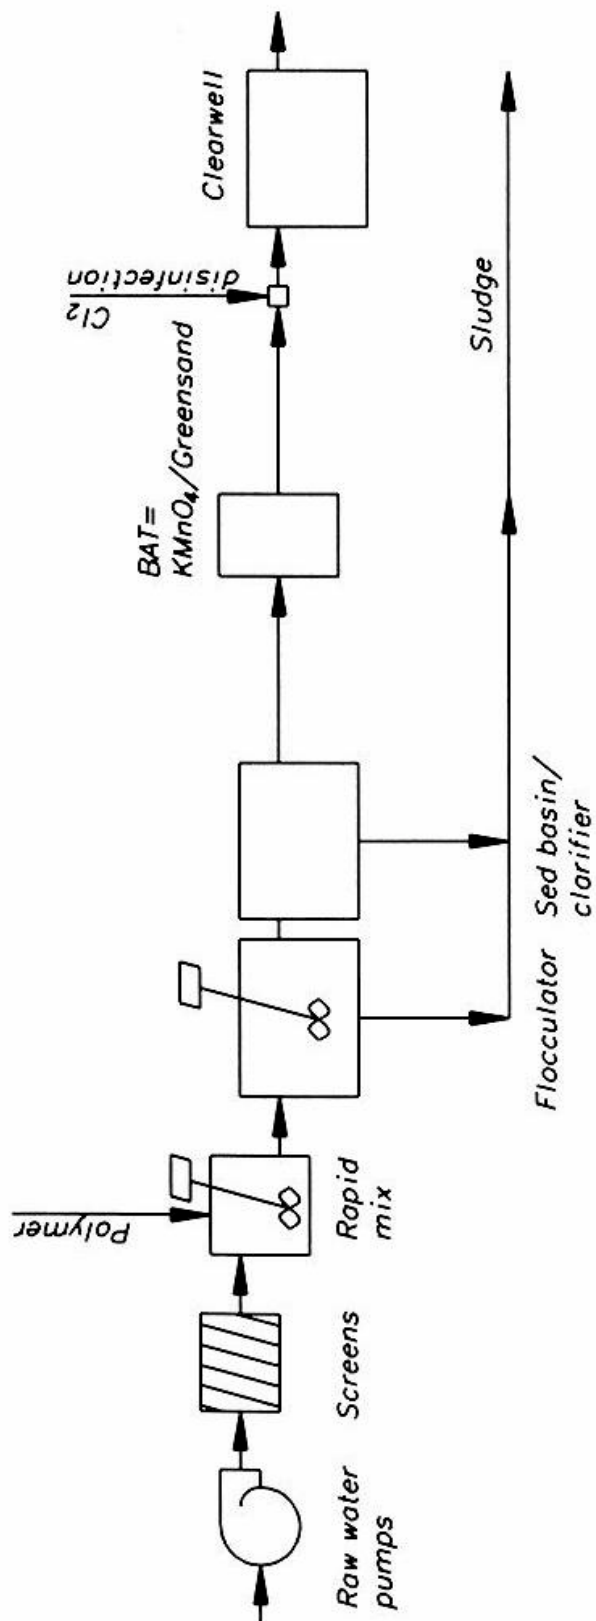 Raw water
pumps
Screens
Polymer
Rapid
mix
Flocculator
Sed basin/
clarifier
BAT=
KMnO₄/Greensand
Cl₂
disinfection
Clearwell
Sludge